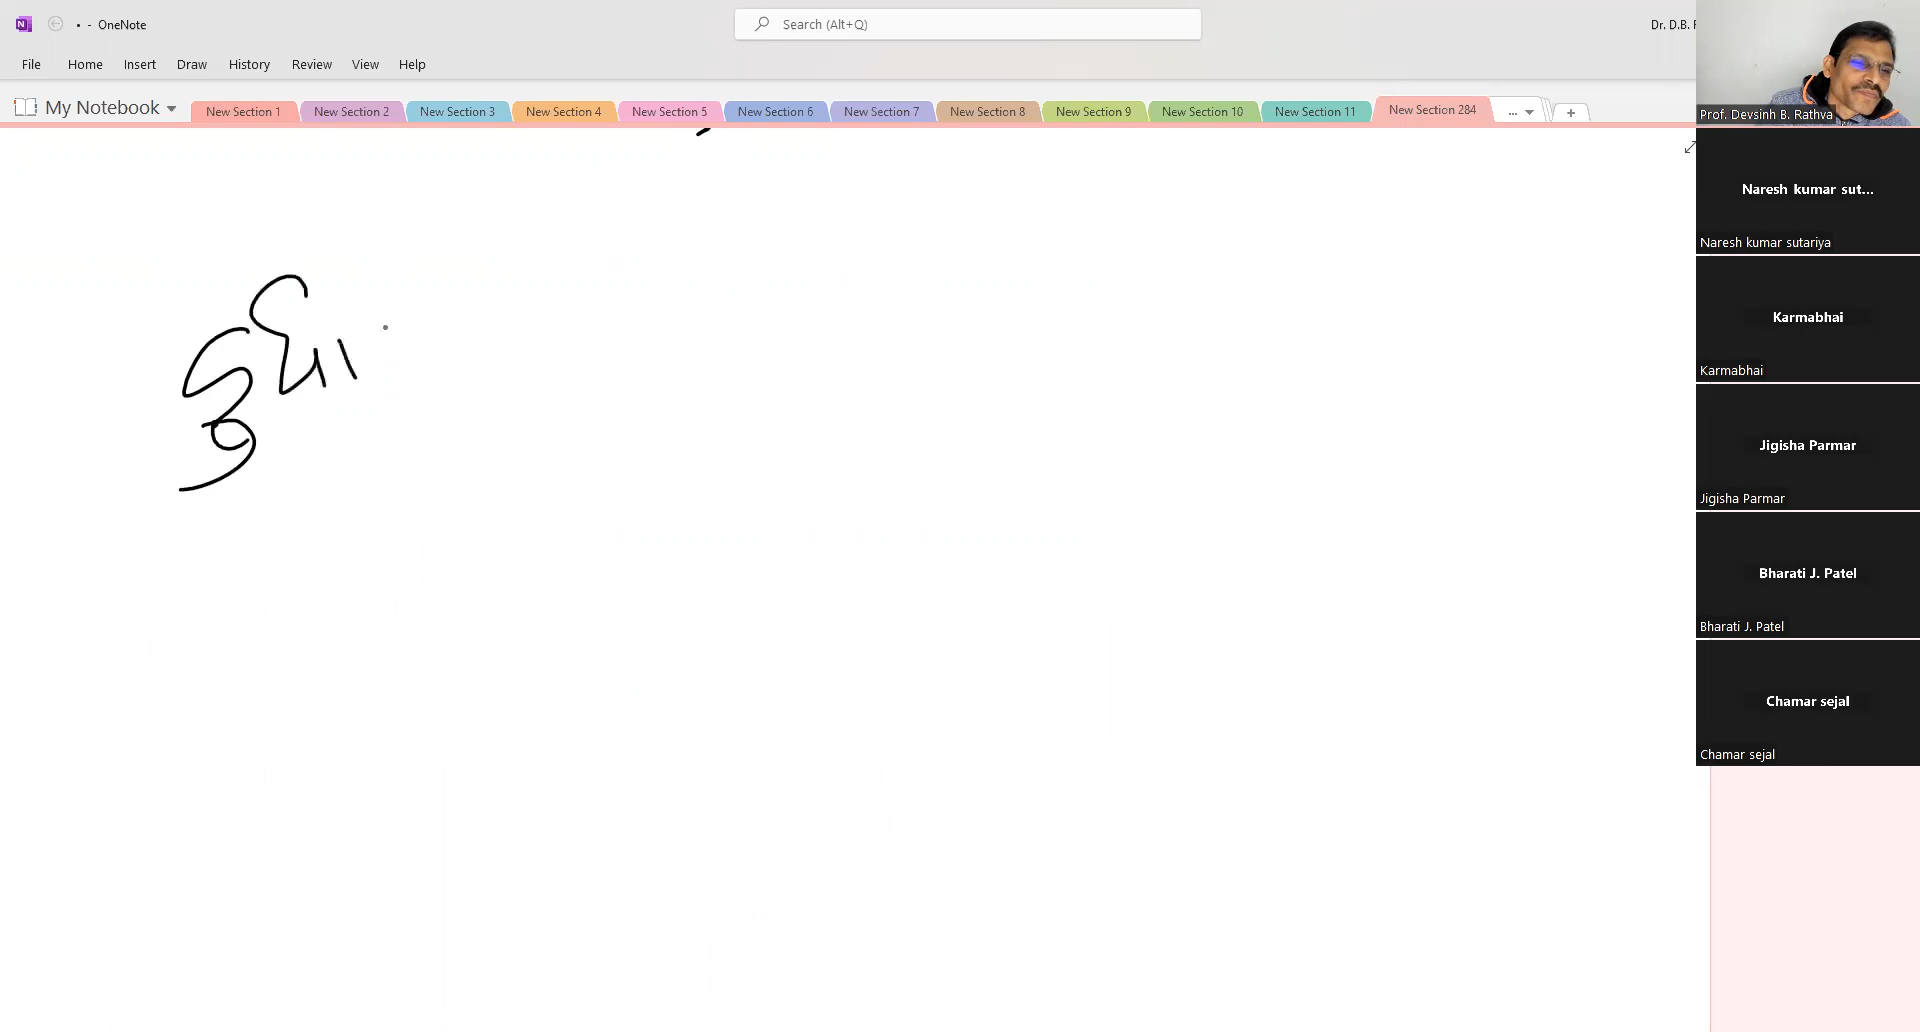 • - OneNote
Search (Alt+Q)
Dr. D.B.
File Home Insert Draw History Review View Help
My Notebook New Section 1 New Section 2 New Section 3 New Section 4 New Section 5 New Section 6 New Section 7 New Section 8 New Section 9 New Section 10 New Section 11 New Section 284 ... +
Prof. Devsinh B. Rathva
Naresh kumar sut...
Naresh kumar sutariya
Karmabhai
Karmabhai
Jigisha Parmar
Jigisha Parmar
Bharati J. Patel
Bharati J. Patel
Chamar sejal
Chamar sejal